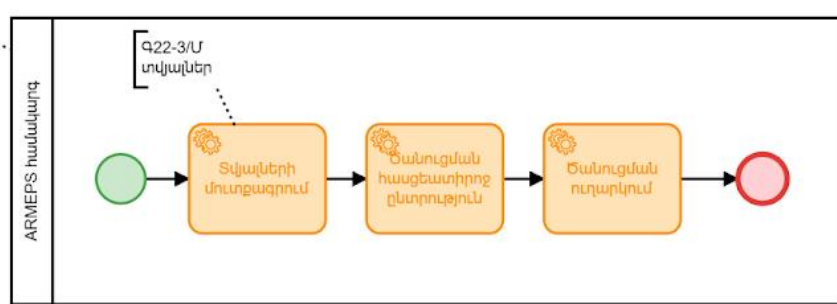 ARMEPS համակարգ
Գ22-3/Մ
տվյալներ
Տվյալների
մուտքագրում
Ծանուցման
հասցեատիրոջ
ընտրություն
Ծանուցման
ուղարկում